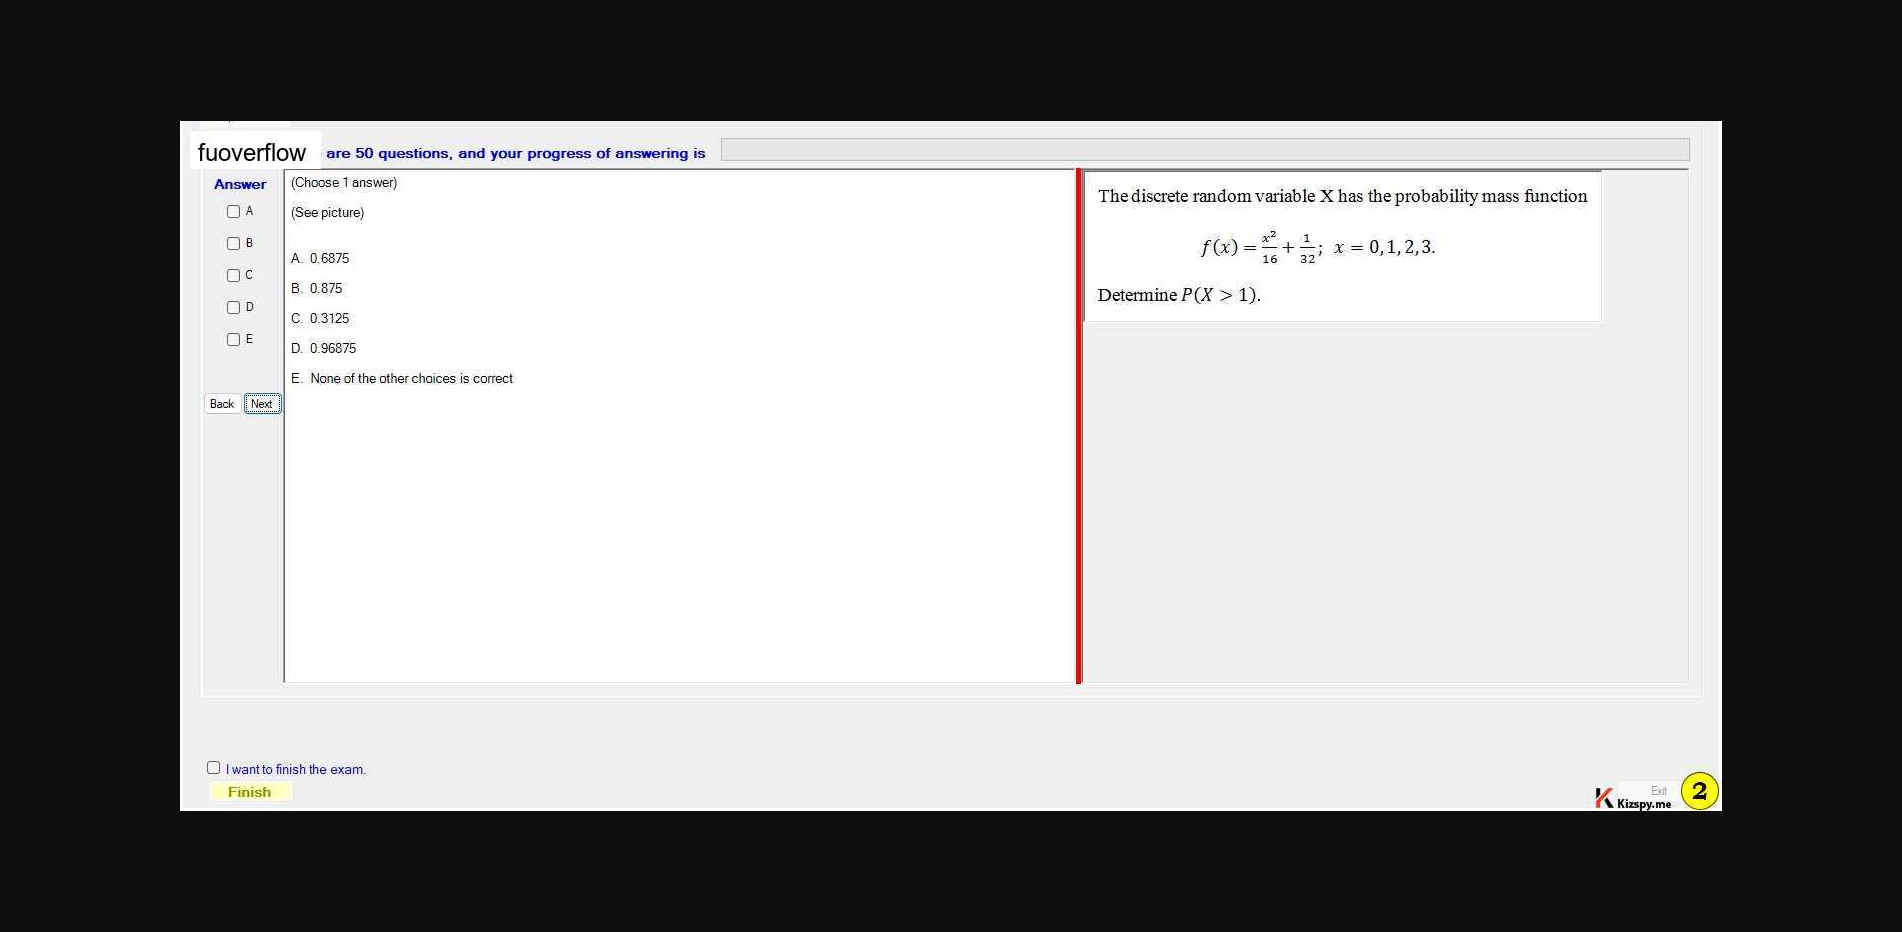 fuoverflow are 50 questions, and your progress of answering is
Answer
A
B
C
D
E
Back Next
(Choose 1 answer)
(See picture)
A. 0.6875
B. 0.875
C. 0.3125
D. 0.96875
E. None of the other choices is correct
The discrete random variable X has the probability mass function
f(x) = x²/16 + 1/32; x = 0,1,2,3.
Determine P(X > 1).
I want to finish the exam.
Finish
Exit
Kizspy.me
2